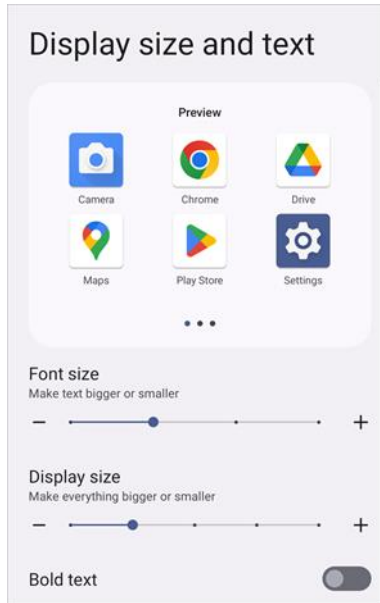 Display size and text
Preview
Camera Chrome Drive
Maps Play Store Settings
Font size
Make text bigger or smaller
Display size
Make everything bigger or smaller
Bold text